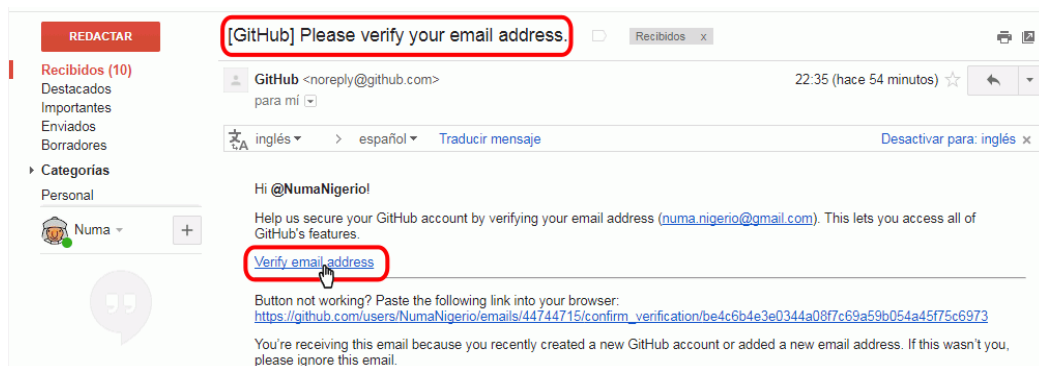 REDACTAR
[GitHub] Please verify your email address.
Recibidos x
Recibidos (10)
Destacados
Importantes
Enviados
Borradores
Categorías
Personal
Numa
+
GitHub <noreply@github.com>
22:35 (hace 54 minutos)
para mí
inglés
>
español
Traducir mensaje
Desactivar para: inglés x
Hi @NumaNigerio!
Help us secure your GitHub account by verifying your email address (numa.nigerio@gmail.com). This lets you access all of
GitHub's features.
Verify email address
Button not working? Paste the following link into your browser:
https://github.com/users/NumaNigerio/emails/44744715/confirm_verification/be4c6b4e3e0344a08f7c69a59b054a45f75c6973
You're receiving this email because you recently created a new GitHub account or added a new email address. If this wasn't you,
please ignore this email.